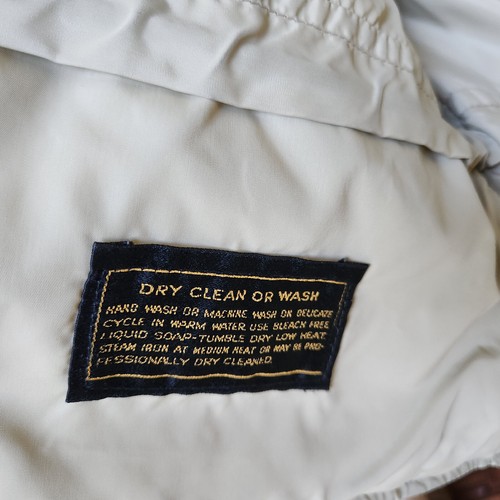 DRY CLEAN OR WASH
HAND WASH OR MACHINE WASH ON DELICATE
CYCLE IN WARM WATER USE BLEACH FREE
LIQUID SOAP-TUMBLE DRY LOW HEAT.
STEAM IRON AT MEDIUM HEAT OR MAY BE PROF-
FESSIONALLY DRY CLEANED.